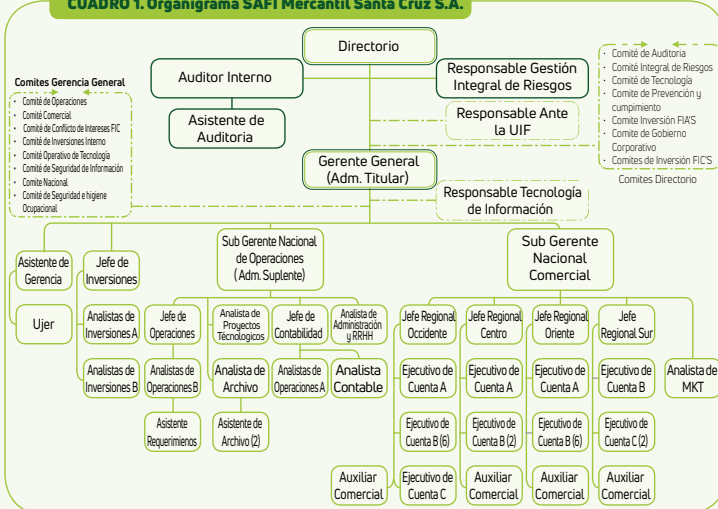 CUADRO 1. Organigrama SAFI Mercantil Santa Cruz S.A.
Directorio
Auditor Interno
Responsable Gestión
Integral de Riesgos
Asistente de
Auditoria
Responsable Ante
la UIF
Gerente General
(Adm. Titular)
Responsable Tecnología
de Información
Comites Gerencia General
· Comité de Operaciones
· Comité Comercial
· Comité de Conflicto de Intereses FIC
· Comité de Inversiones Interno
· Comité Operativo de Tecnología
· Comité de Seguridad de Información
· Comite Nacional
· Comité de Seguridad e higiene
Ocupacional
· Comité de Auditoria
· Comité Integral de Riesgos
· Comité de Tecnología
· Comité de Prevención y
cumpimiento
· Comite Inversión FIA'S
· Comite de Gobierno
Corporativo
· Comites de Inversión FIC'S
Comites Directorio
Asistente de
Gerencia
Jefe de
Inversiones
Sub Gerente Nacional
de Operaciones
( Adm. Suplente)
Sub Gerente
Nacional
Comercial
Ujer
Analistas de
Inversiones A
Jefe de
Operaciones
Analista de
Proyectos
Técnologicos
Jefe de
Contabilidad
Analista de
Administración
y RRHH
Jefe Regional
Occidente
Jefe Regional
Centro
Jefe Regional
Oriente
Jefe
Regional Sur
Analistas de
Inversiones B
Analistas de
Operaciones B
Analista de
Archivo
Analistas de
Operaciones A
Analista
Contable
Ejecutivo de
Cuenta A
Ejecutivo de
Cuenta A
Ejecutivo de
Cuenta A
Ejecutivo de
Cuenta B
Analista de
MKT
Asistente
Requerimienos
Asistente de
Archivo (2)
Ejecutivo de
Cuenta B (6)
Ejecutivo de
Cuenta B (2)
Ejecutivo de
Cuenta B (6)
Ejecutivo de
Cuenta C (2)
Auxiliar
Comercial
Ejecutivo de
Cuenta C
Auxiliar
Comercial
Auxiliar
Comercial
Auxiliar
Comercial